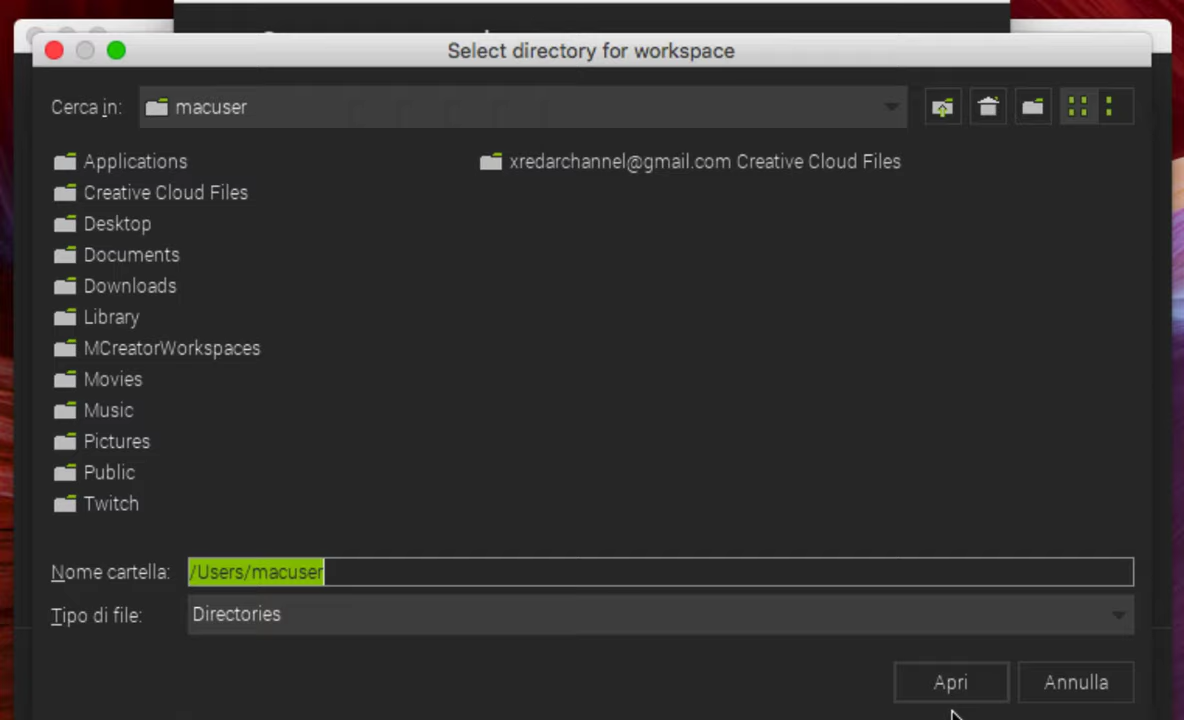 Select directory for workspace
Cerca in: macuser
Applications
Creative Cloud Files
Desktop
Documents
Downloads
Library
MCreatorWorkspaces
Movies
Music
Pictures
Public
Twitch
xredarchannel@gmail.com Creative Cloud Files
Nome cartella: /Users/macuser
Tipo di file: Directories
Apri Annulla